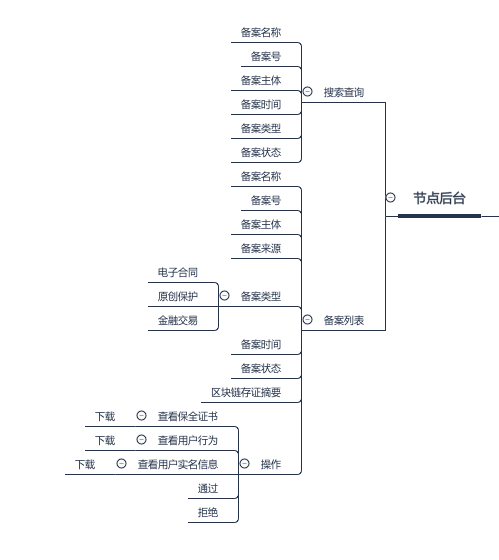 备案名称
备案号
备案主体
搜索查询
备案时间
备案类型
备案状态
备案名称
节点后台
备案号
备案主体
备案来源
电子合同
原创保护
备案类型
金融交易
备案列表
备案时间
备案状态
区块链存证摘要
下载 查看保全证书
下载 查看用户行为
下载 查看用户实名信息 操作
通过
拒绝